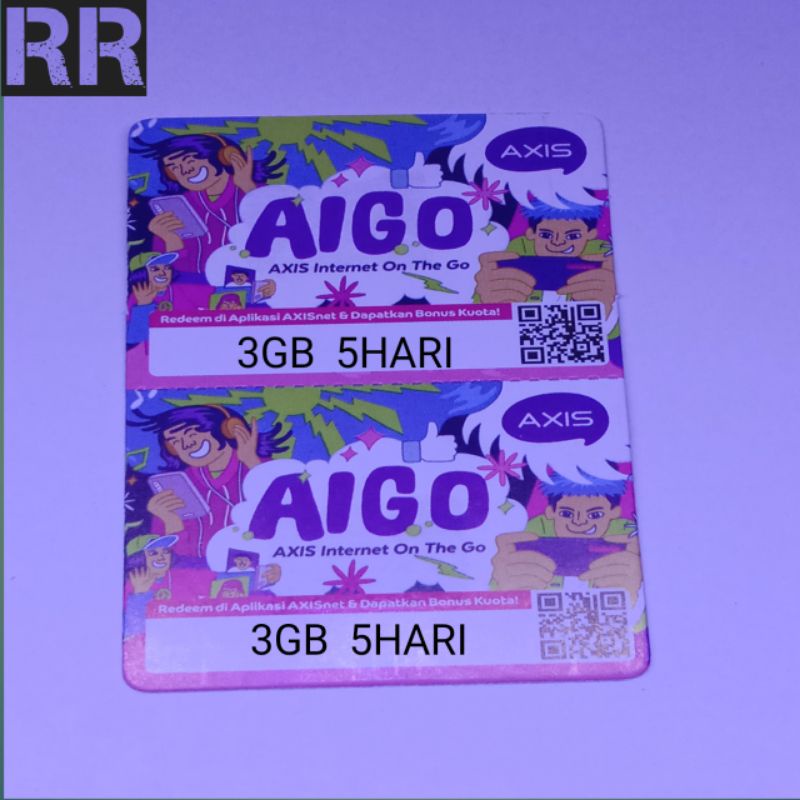 RR
AXIS
AIGO
AXIS Internet On The Go
Redeem di Aplikasi AXISnet & Dapatkan Bonus Kuota!
3GB 5HARI
AXIS
AIGO
AXIS Internet On The Go
Redeem di Aplikasi AXISnet & Dapatkan Bonus Kuota!
3GB 5HARI